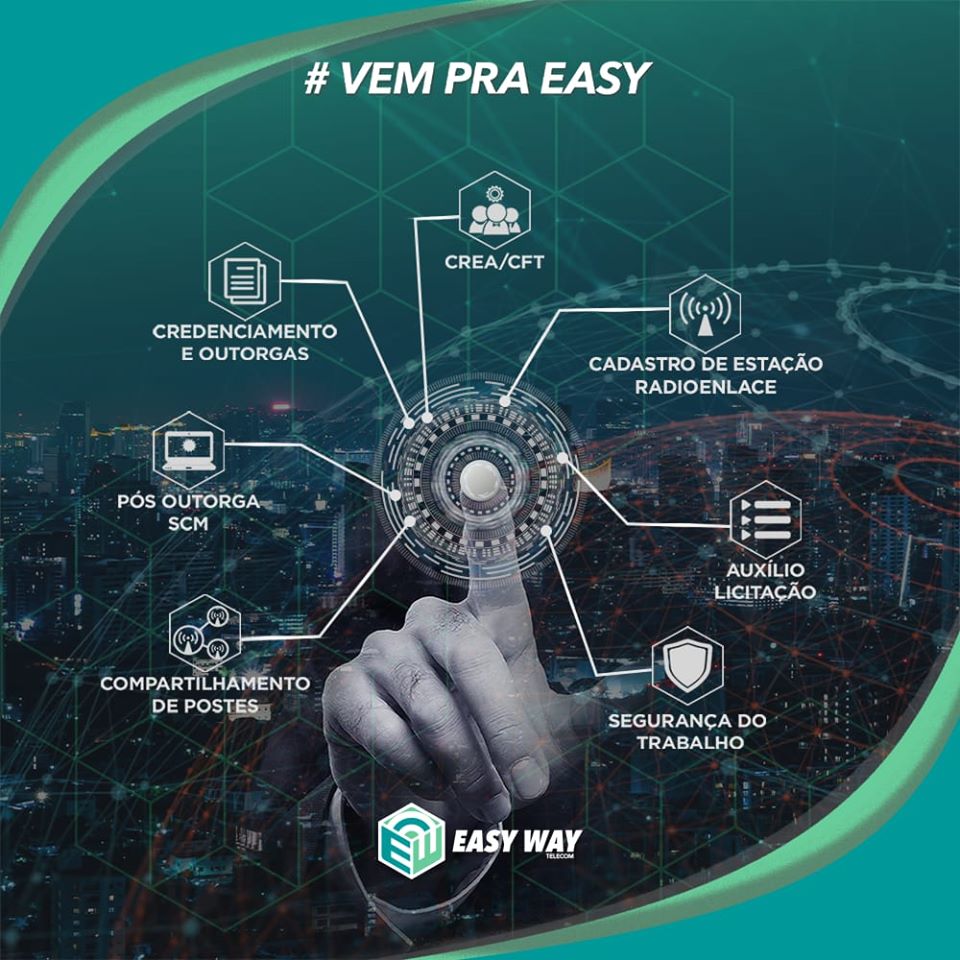 # VEM PRA EASY
CREA/CFT
CREDENCIAMENTO
E OUTORGAS
CADASTRO DE ESTAÇÃO
RADIOENLACE
PÓS OUTORGA
SCM
AUXÍLIO
LICITAÇÃO
COMPARTILHAMENTO
DE POSTES
SEGURANÇA DO
TRABALHO
EASY WAY
TELECOM